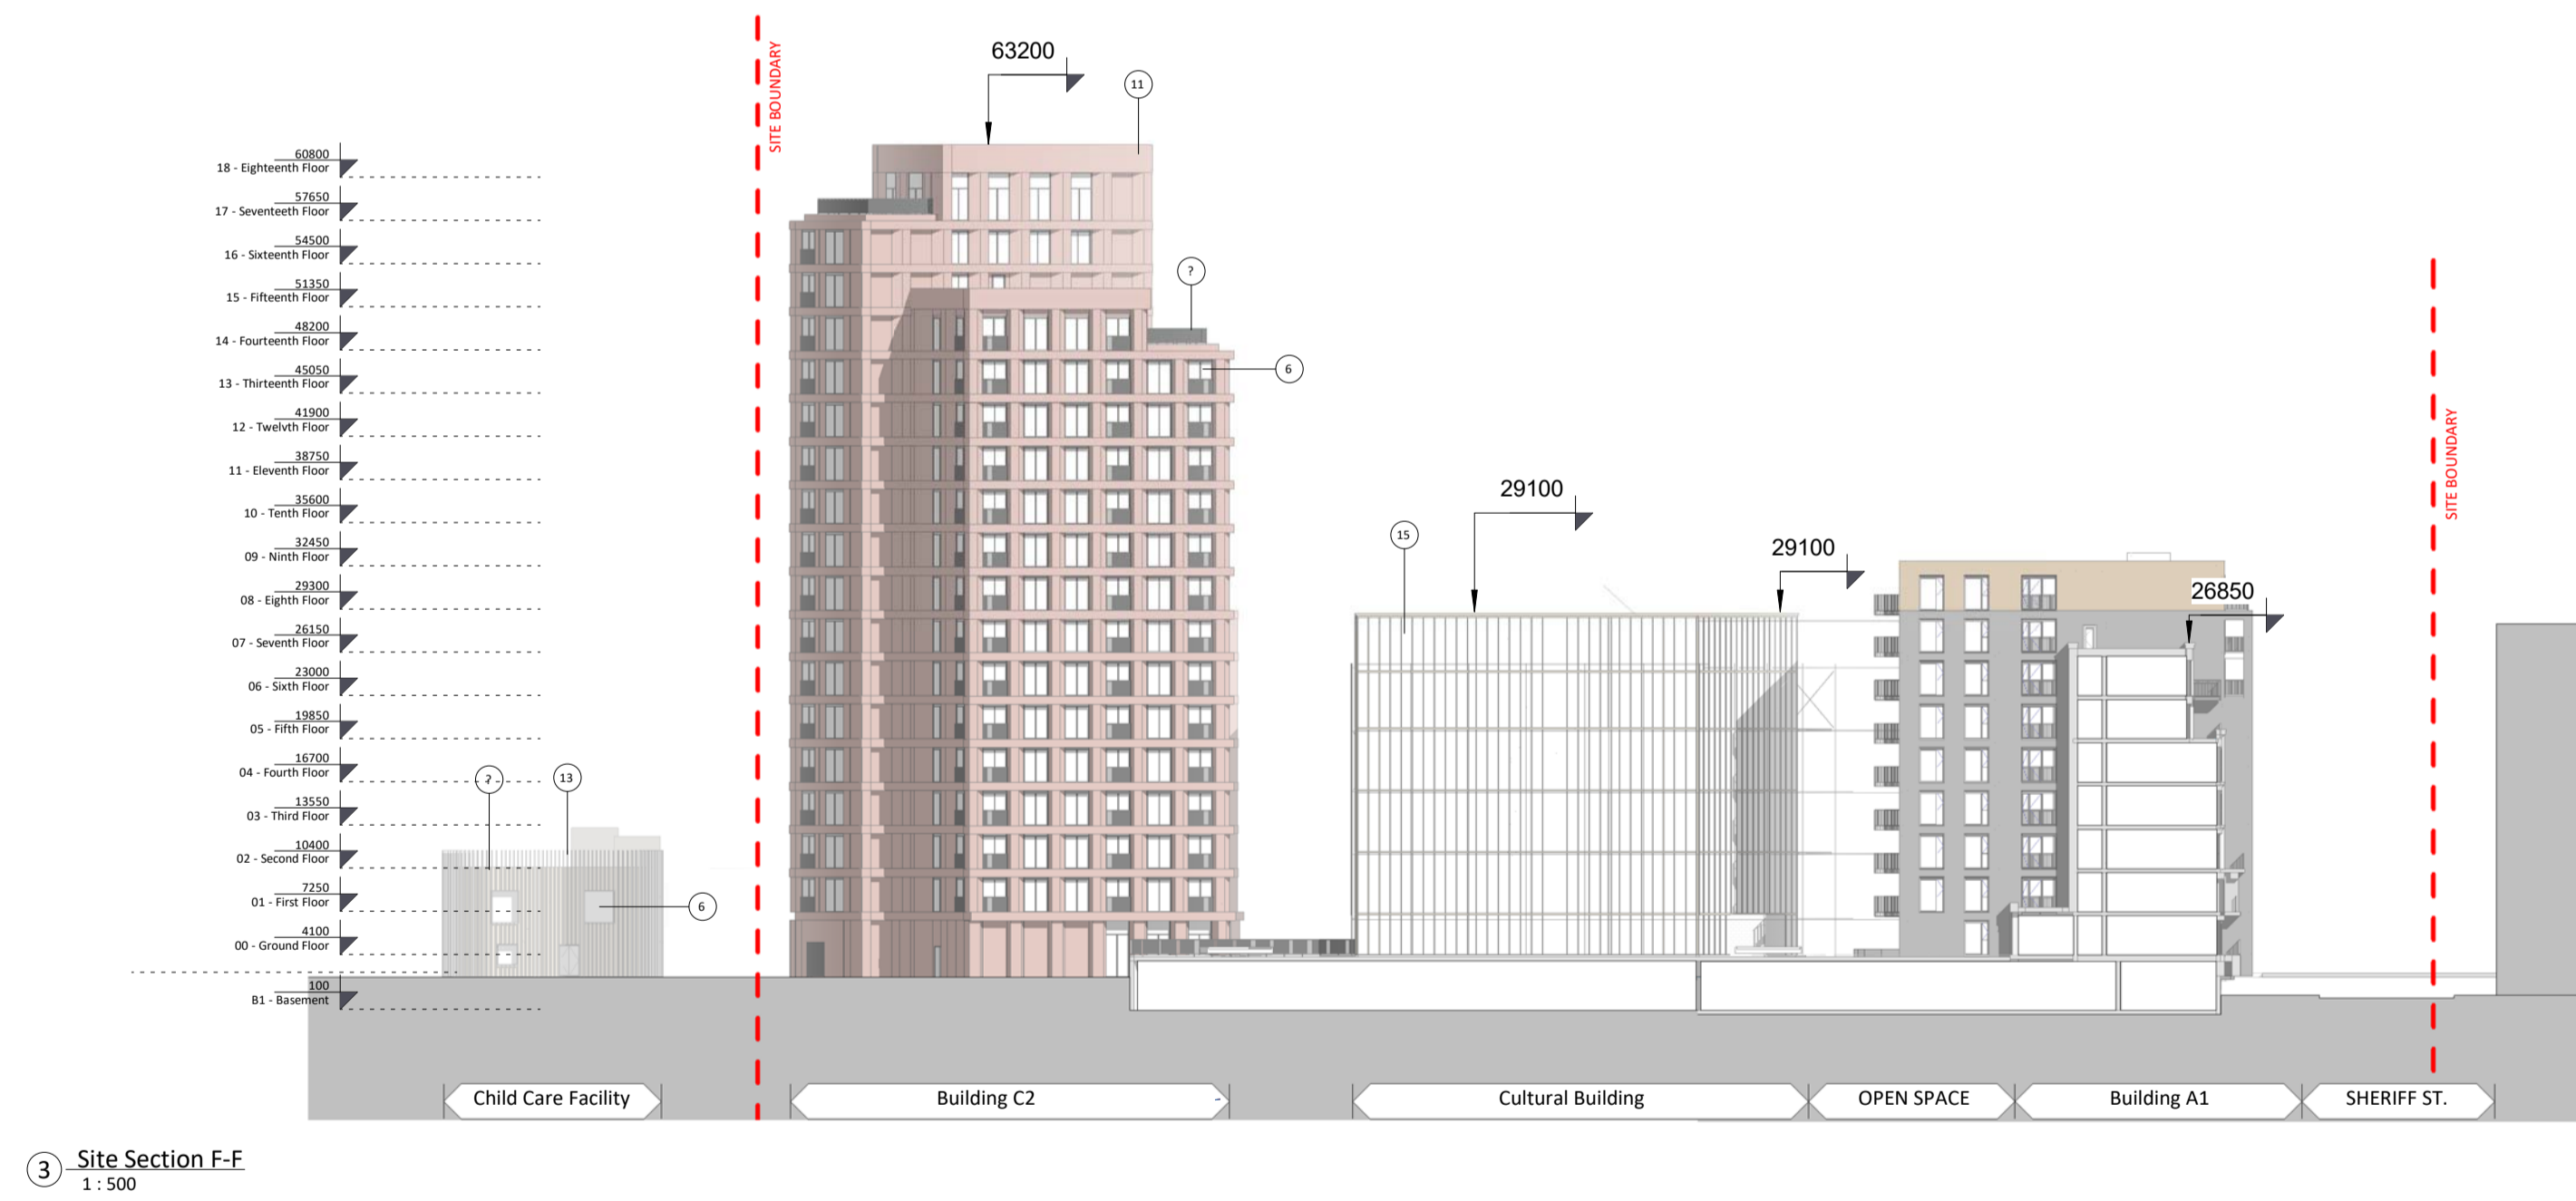 63200
SITE BOUNDARY
11
60800
18 - Eighteenth Floor
57650
17 - Seventeeth Floor
54500
16 - Sixteenth Floor
?
51350
15 - Fifteenth Floor
48200
14 - Fourteenth Floor
6
45050
13 - Thirteenth Floor
41900
12 - Twelvth Floor
SITE BOUNDARY
38750
11 - Eleventh Floor
29100
35600
10 - Tenth Floor
15
29100
32450
09 - Ninth Floor
26850
29300
08 - Eighth Floor
26150
07 - Seventh Floor
23000
06 - Sixth Floor
19850
05 - Fifth Floor
16700
04 - Fourth Floor
?
13
13550
03 - Third Floor
10400
02 - Second Floor
7250
01 - First Floor
6
4100
00 - Ground Floor
100
B1 - Basement
Child Care Facility
Building C2
Cultural Building
OPEN SPACE
Building A1
SHERIFF ST.
3
Site Section F-F
1 : 500